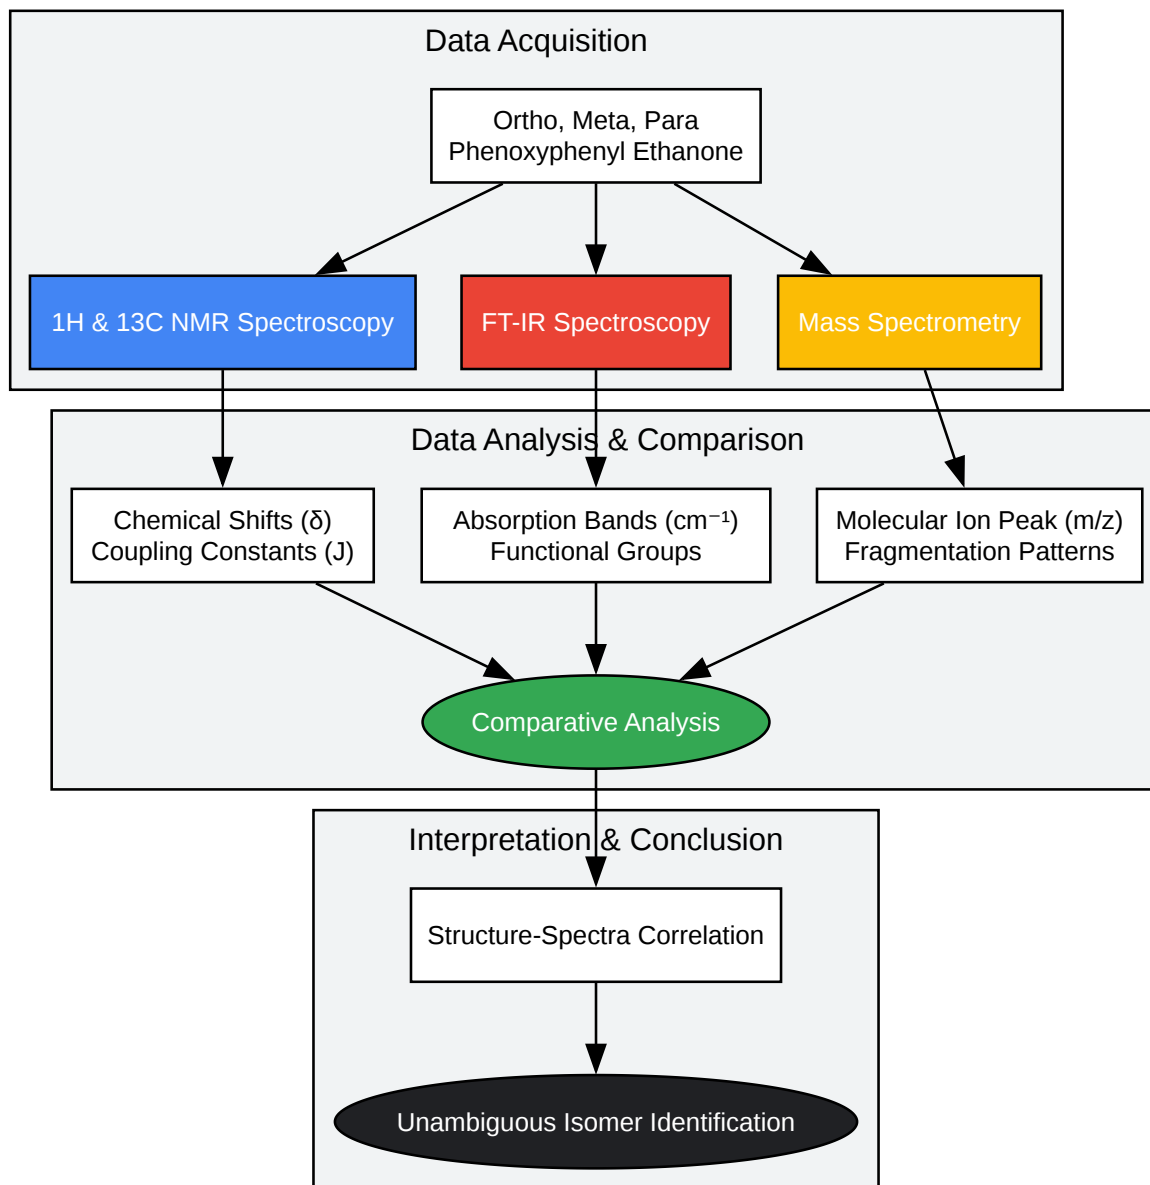 Data Acquisition
Ortho, Meta, Para
Phenoxyphenyl Ethanone
1H & 13C NMR Spectroscopy
FT-IR Spectroscopy
Mass Spectrometry
Data Analysis & Comparison
Chemical Shifts (δ)
Coupling Constants (J)
Absorption Bands (cm⁻¹)
Functional Groups
Molecular Ion Peak (m/z)
Fragmentation Patterns
Comparative Analysis
Interpretation & Conclusion
Structure-Spectra Correlation
Unambiguous Isomer Identification